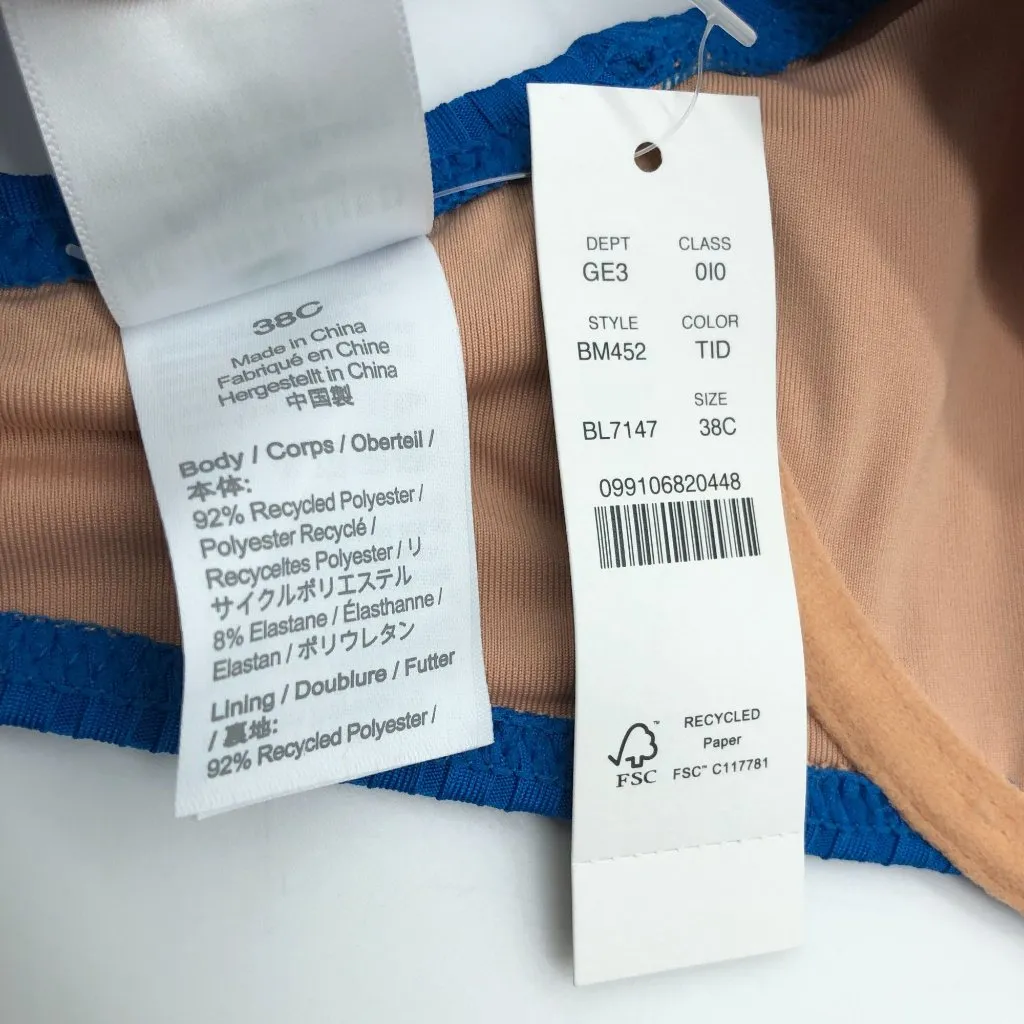 38C
Made in China
Fabriqué en Chine
Hergestellt in China
中国製
Body / Corps / Oberteil /
本体:
92% Recycled Polyester /
Polyester Recyclé /
Recyceltes Polyester / リ
サイクルポリエステル
8% Elastane / Élasthanne /
Elastan / ポリウレタン
Lining / Doublure / Futter
/ 裏地:
92% Recycled Polyester /
DEPT CLASS
GE3 0I0
STYLE COLOR
BM452 TID
SIZE
BL7147 38C
099106820448
FSC™
RECYCLED
Paper
FSC™ C117781